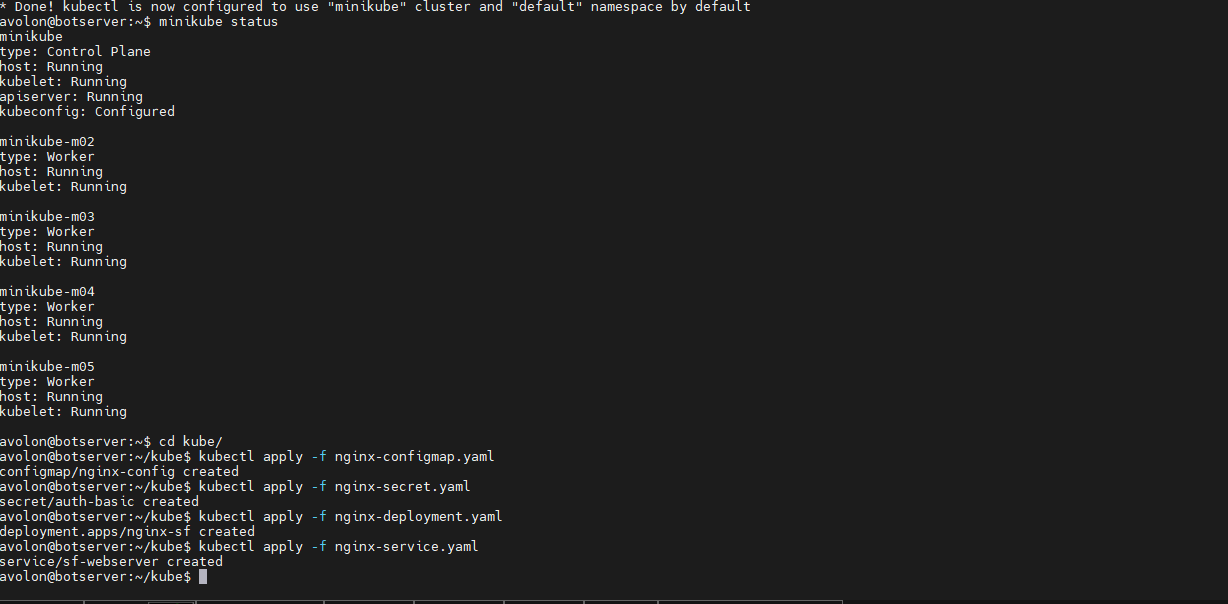 * Done! kubectl is now configured to use "minikube" cluster and "default" namespace by default
avolon@botserver:~$ minikube status
minikube
type: Control Plane
host: Running
kubelet: Running
apiserver: Running
kubeconfig: Configured
minikube-m02
type: Worker
host: Running
kubelet: Running
minikube-m03
type: Worker
host: Running
kubelet: Running
minikube-m04
type: Worker
host: Running
kubelet: Running
minikube-m05
type: Worker
host: Running
kubelet: Running
avolon@botserver:~$ cd kube/
avolon@botserver:~/kube$ kubectl apply -f nginx-configmap.yaml
configmap/nginx-config created
avolon@botserver:~/kube$ kubectl apply -f nginx-secret.yaml
secret/auth-basic created
avolon@botserver:~/kube$ kubectl apply -f nginx-deployment.yaml
deployment.apps/nginx-sf created
avolon@botserver:~/kube$ kubectl apply -f nginx-service.yaml
service/sf-webserver created
avolon@botserver:~/kube$